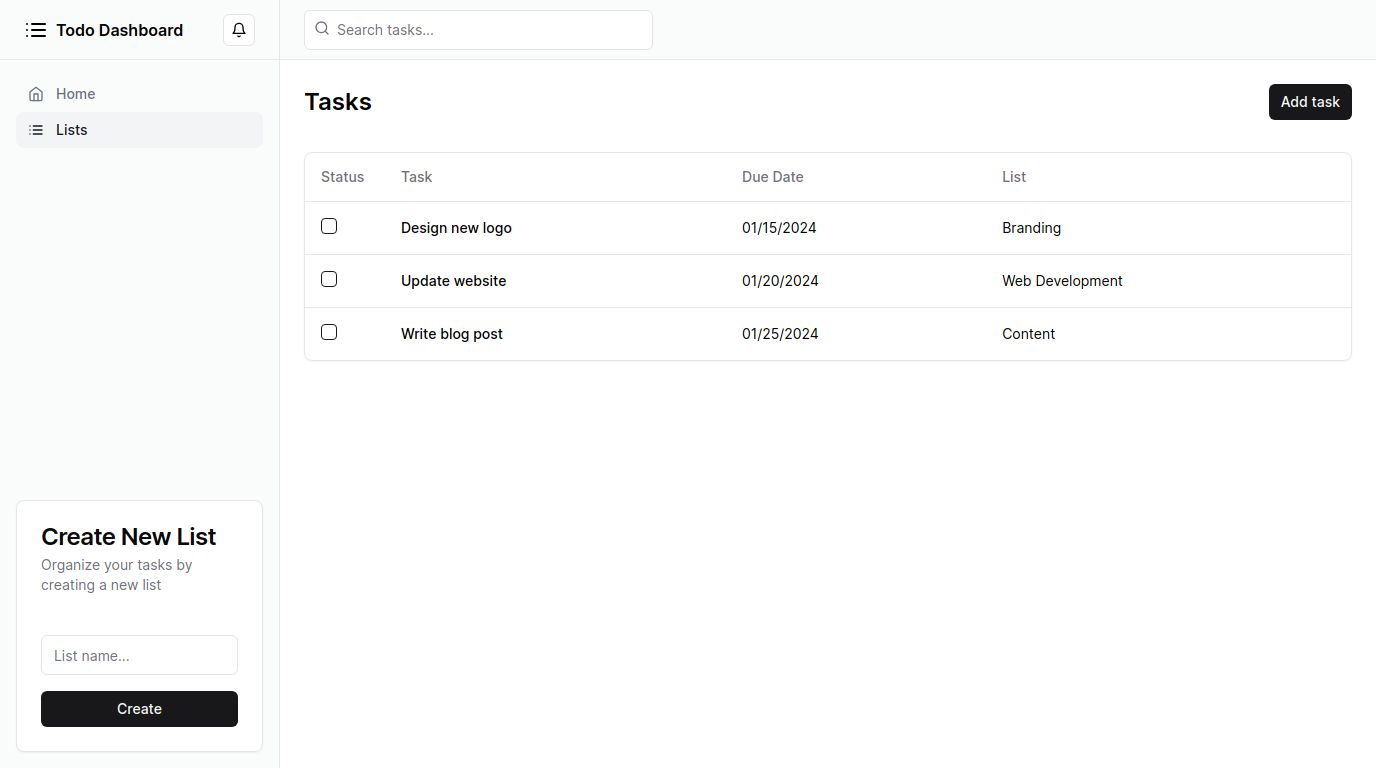 Todo Dashboard
Search tasks...
Home
Lists
Tasks
Add task
Status Task Due Date List
Design new logo 01/15/2024 Branding
Update website 01/20/2024 Web Development
Write blog post 01/25/2024 Content
Create New List
Organize your tasks by
creating a new list
List name...
Create